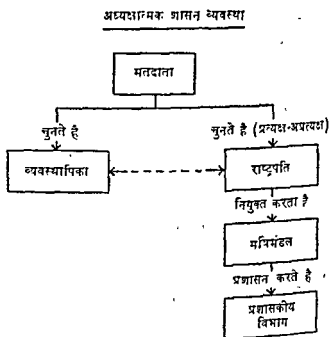 अध्यक्षात्मक शासन व्यवस्था
मतदाता
चुनते है
चुनते है (प्रत्यक्ष-अप्रत्यक्ष)
व्यवस्थापिका
राष्ट्रपति
नियुक्त करता है
मंत्रिमंडल
प्रशासन करते है
प्रशासकीय
विभाग